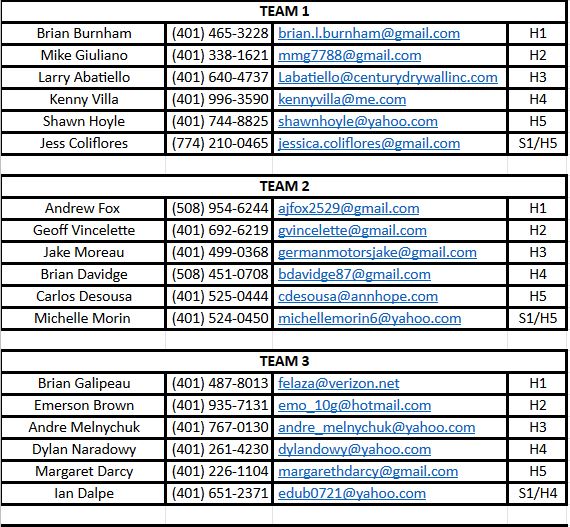 TEAM 1
Brian Burnham (401) 465-3228 brian.l.burnham@gmail.com H1
Mike Giuliano (401) 338-1621 mmg7788@gmail.com H2
Larry Abatiello (401) 640-4737 Labatiello@centurydrywallinc.com H3
Kenny Villa (401) 996-3590 kennyvilla@me.com H4
Shawn Hoyle (401) 744-8825 shawnhoyle@yahoo.com H5
Jess Coliflores (774) 210-0465 jessica.coliflores@gmail.com S1/H5
TEAM 2
Andrew Fox (508) 954-6244 ajfox2529@gmail.com H1
Geoff Vincelette (401) 692-6219 gvincelette@gmail.com H2
Jake Moreau (401) 499-0368 germanmotorsjake@gmail.com H3
Brian Davidge (508) 451-0708 bdavidge87@gmail.com H4
Carlos Desousa (401) 525-0444 cdesousa@annhope.com H5
Michelle Morin (401) 524-0450 michellemorin6@yahoo.com S1/H5
TEAM 3
Brian Galipeau (401) 487-8013 felaza@verizon.net H1
Emerson Brown (401) 935-7131 emo_10g@hotmail.com H2
Andre Melnychuk (401) 767-0130 andre_melnychuk@yahoo.com H3
Dylan Naradowy (401) 261-4230 dylandowy@yahoo.com H4
Margaret Darcy (401) 226-1104 margarethdarcy@gmail.com H5
Ian Dalpe (401) 651-2371 edub0721@yahoo.com S1/H4